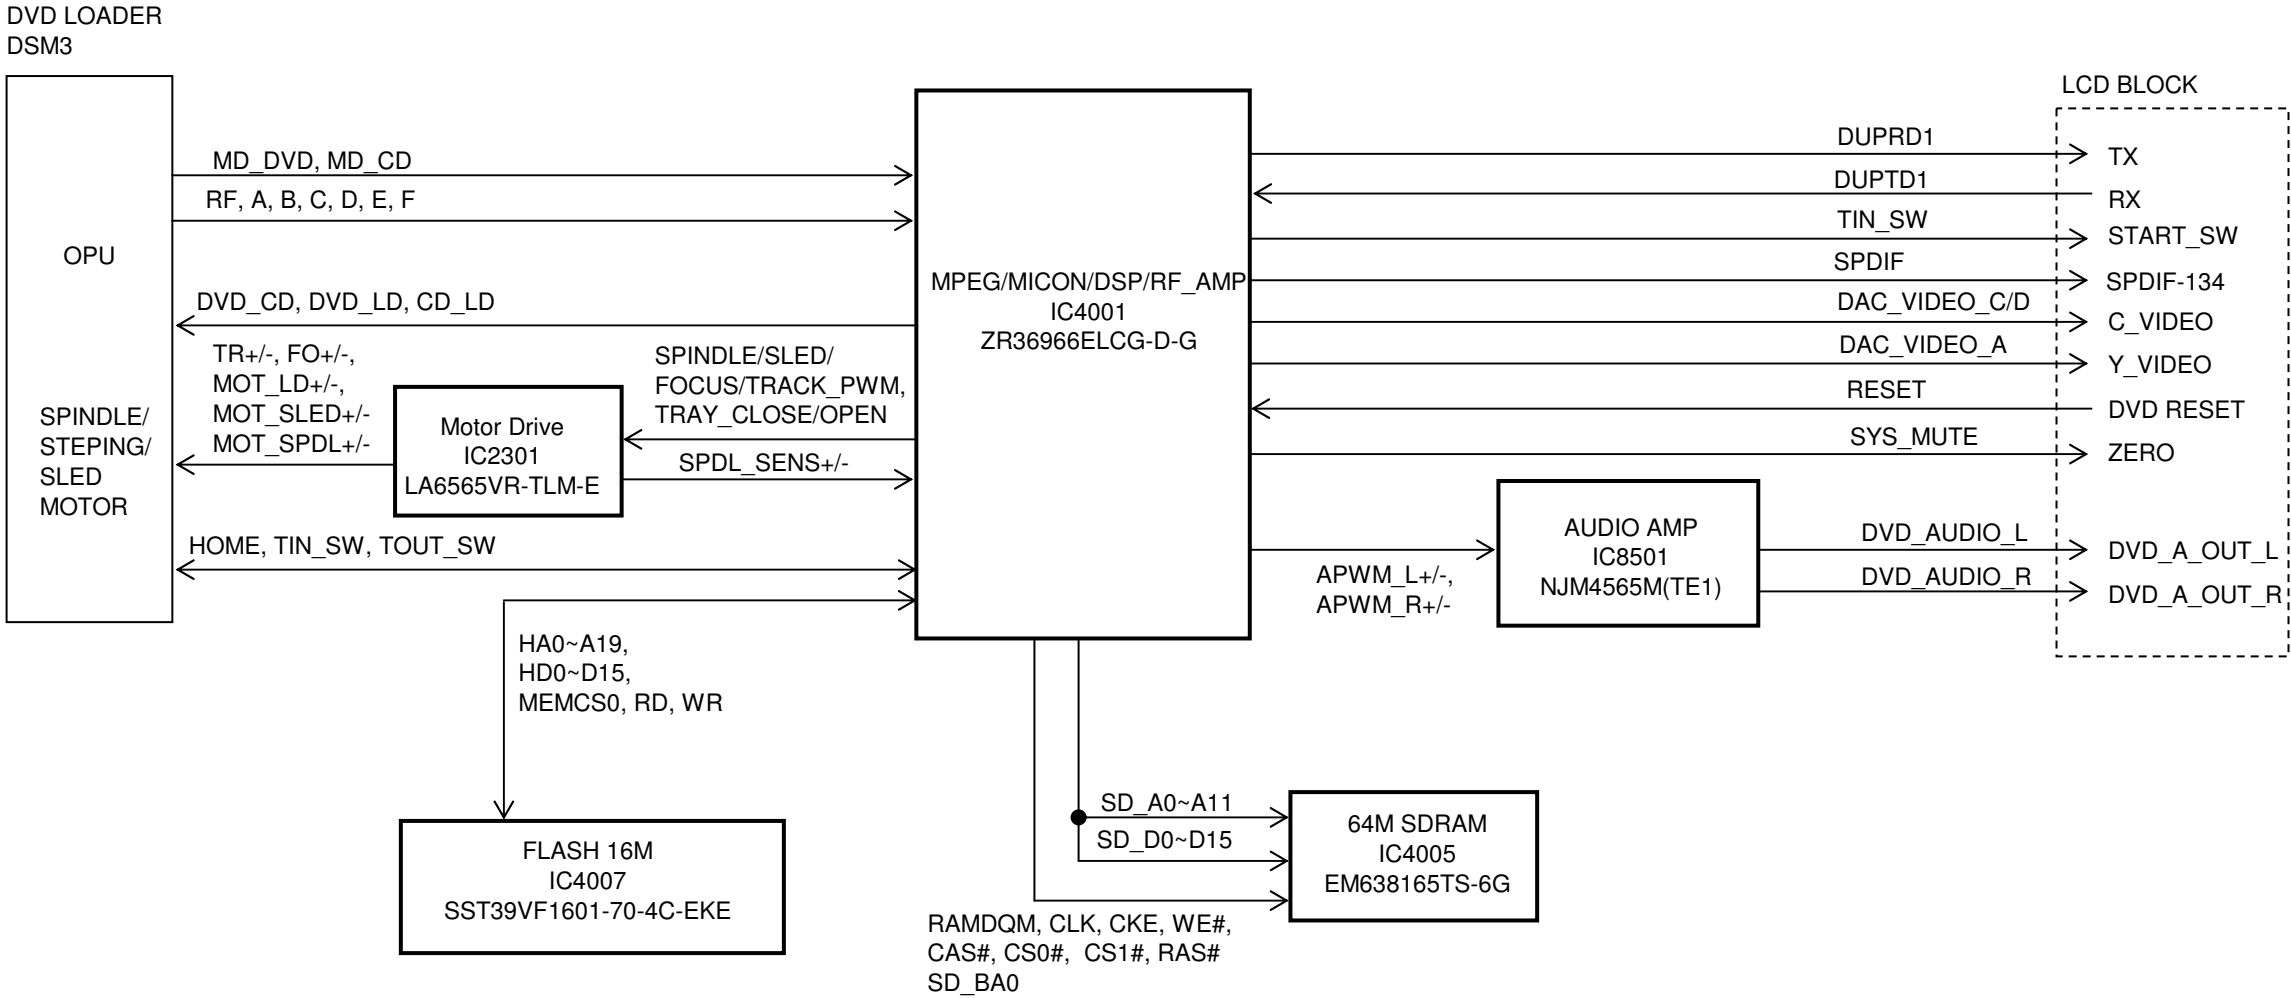 DVD LOADER
DSM3
OPU
SPINDLE/
STEPING/
SLED
MOTOR
MD_DVD, MD_CD
RF, A, B, C, D, E, F
DVD_CD, DVD_LD, CD_LD
TR+/-, FO+/-,
MOT_LD+/-,
MOT_SLED+/-
MOT_SPDL+/-
Motor Drive
IC2301
LA6565VR-TLM-E
SPINDLE/SLED/
FOCUS/TRACK_PWM,
TRAY_CLOSE/OPEN
SPDL_SENS+/-
HOME, TIN_SW, TOUT_SW
HA0~A19,
HD0~D15,
MEMCS0, RD, WR
FLASH 16M
IC4007
SST39VF1601-70-4C-EKE
MPEG/MICON/DSP/RF_AMP
IC4001
ZR36966ELCG-D-G
SD_A0~A11
SD_D0~D15
RAMDQM, CLK, CKE, WE#,
CAS#, CS0#, CS1#, RAS#
SD_BA0
64M SDRAM
IC4005
EM638165TS-6G
APWM_L+/-,
APWM_R+/-
AUDIO AMP
IC8501
NJM4565M(TE1)
DUPRD1
DUPTD1
TIN_SW
SPDIF
DAC_VIDEO_C/D
DAC_VIDEO_A
RESET
SYS_MUTE
DVD_AUDIO_L
DVD_AUDIO_R
LCD BLOCK
TX
RX
START_SW
SPDIF-134
C_VIDEO
Y_VIDEO
DVD RESET
ZERO
DVD_A_OUT_L
DVD_A_OUT_R